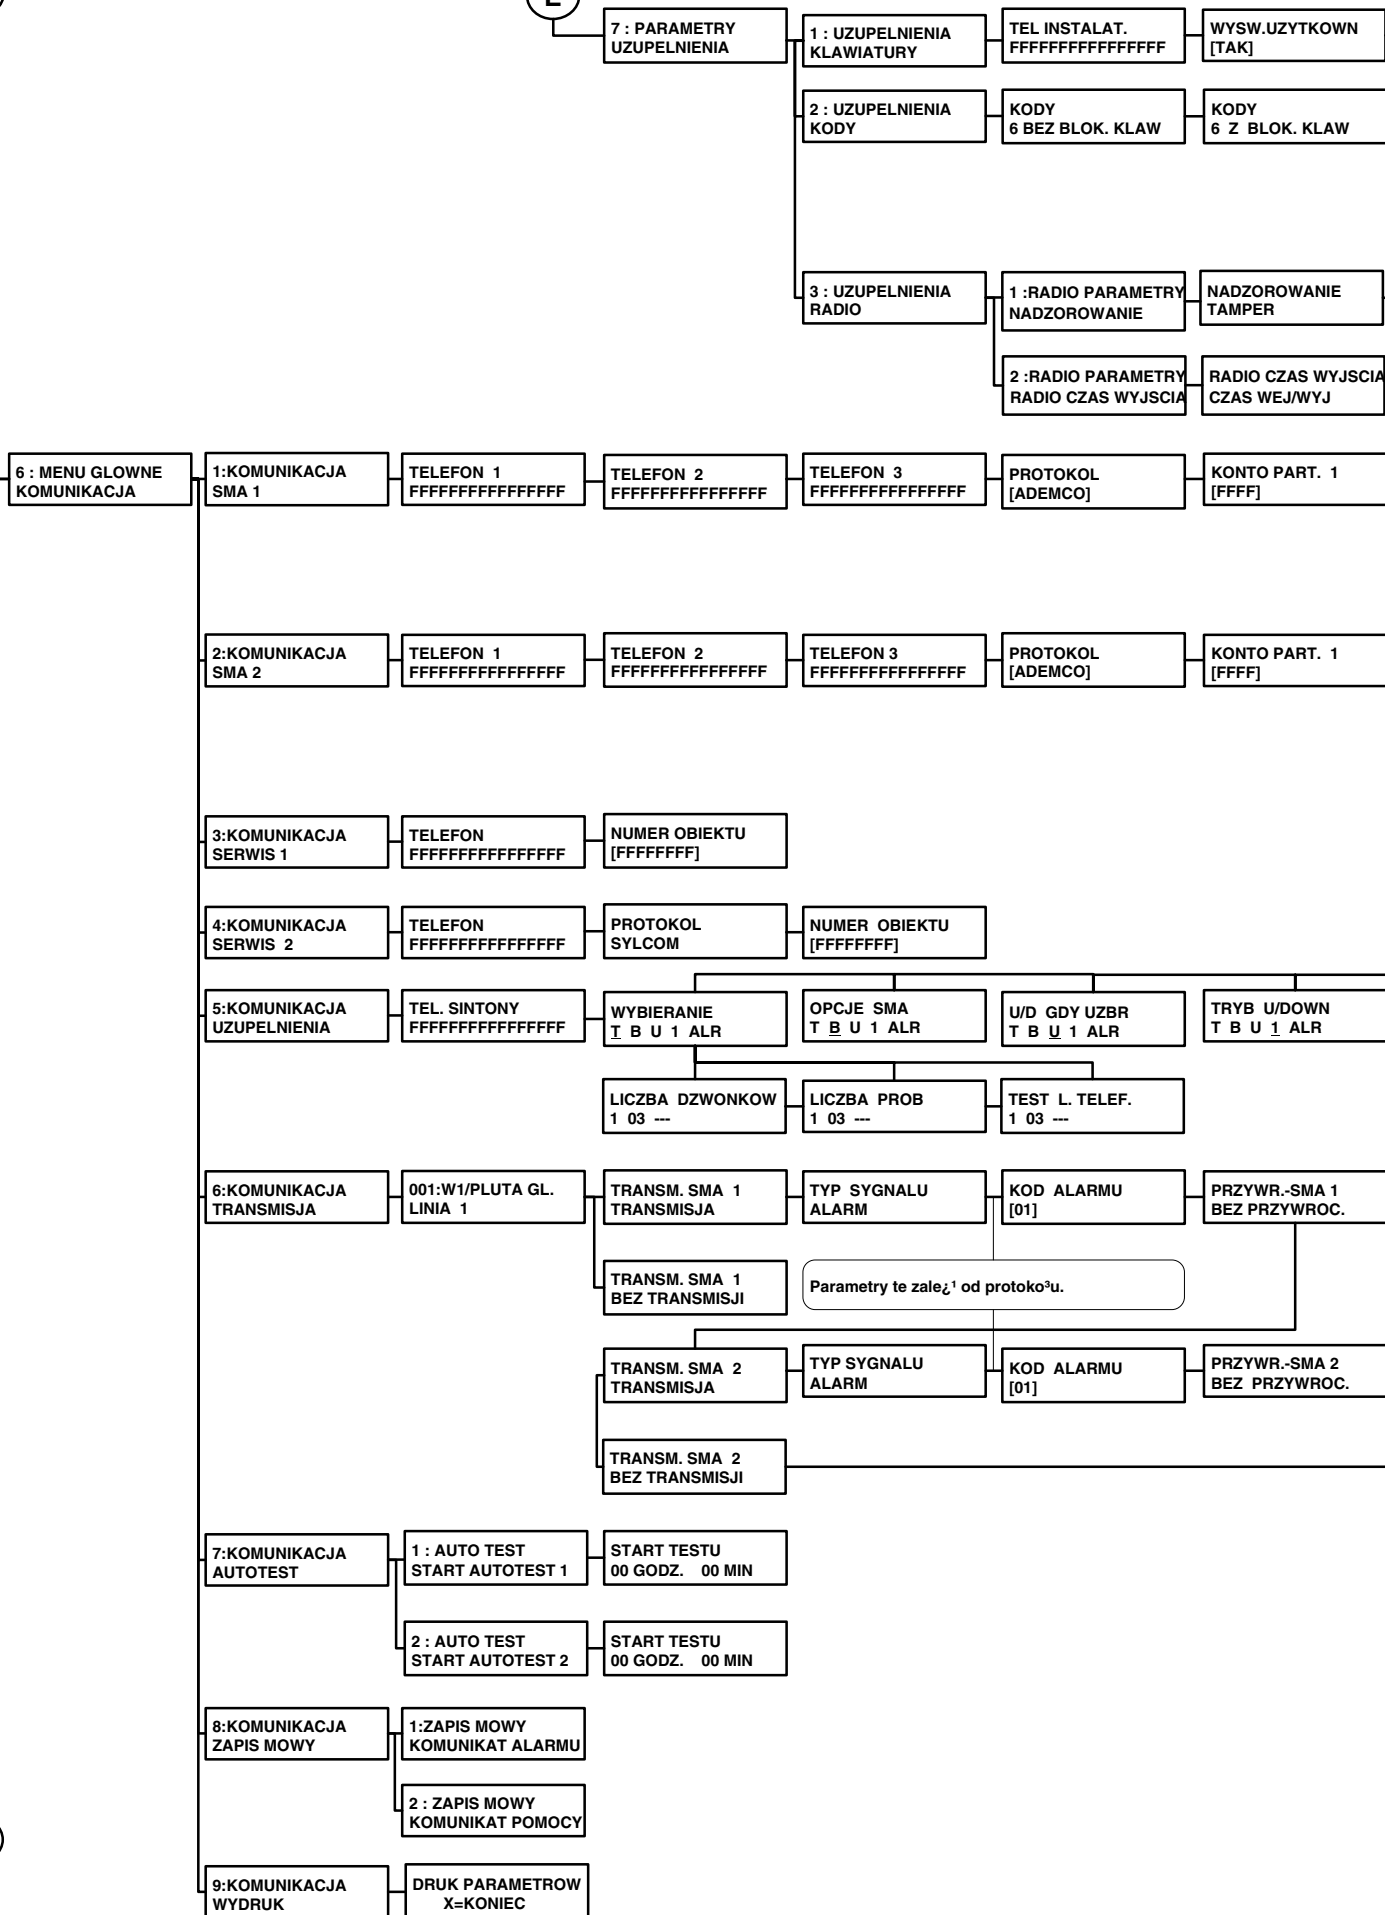 E
7 : PARAMETRY
UZUPELNIENIA
1 : UZUPELNIENIA
KLAWIATURY
TEL INSTALAT.
FFFFFFFFFFFFFFFF
WYSW.UZYTKOWN
[TAK]
2 : UZUPELNIENIA
KODY
KODY
6 BEZ BLOK. KLAW
KODY
6 Z BLOK. KLAW
3 : UZUPELNIENIA
RADIO
1 :RADIO PARAMETRY
NADZOROWANIE
NADZOROWANIE
TAMPER
2 :RADIO PARAMETRY
RADIO CZAS WYJSCIA
RADIO CZAS WYJSCIA
CZAS WEJ/WYJ
6 : MENU GLOWNE
KOMUNIKACJA
1:KOMUNIKACJA
SMA 1
TELEFON 1
FFFFFFFFFFFFFFFF
TELEFON 2
FFFFFFFFFFFFFFFF
TELEFON 3
FFFFFFFFFFFFFFFF
PROTOKOL
[ADEMCO]
KONTO PART. 1
[FFFF]
2:KOMUNIKACJA
SMA 2
TELEFON 1
FFFFFFFFFFFFFFFF
TELEFON 2
FFFFFFFFFFFFFFFF
TELEFON 3
FFFFFFFFFFFFFFFF
PROTOKOL
[ADEMCO]
KONTO PART. 1
[FFFF]
3:KOMUNIKACJA
SERWIS 1
TELEFON
FFFFFFFFFFFFFFFF
NUMER OBIEKTU
[FFFFFFFF]
4:KOMUNIKACJA
SERWIS 2
TELEFON
FFFFFFFFFFFFFFFF
PROTOKOL
SYLCOM
NUMER OBIEKTU
[FFFFFFFF]
5:KOMUNIKACJA
UZUPELNIENIA
TEL. SINTONY
FFFFFFFFFFFFFFFF
WYBIERANIE
T B U 1 ALR
OPCJE SMA
T B U 1 ALR
U/D GDY UZBR
T B U 1 ALR
TRYB U/DOWN
T B U 1 ALR
LICZBA DZWONKOW
1 03 ---
LICZBA PROB
1 03 ---
TEST L. TELEF.
1 03 ---
6:KOMUNIKACJA
TRANSMISJA
001:W1/PLUTA GL.
LINIA 1
TRANSM. SMA 1
TRANSMISJA
TYP SYGNALU
ALARM
KOD ALARMU
[01]
PRZYWR.-SMA 1
BEZ PRZYWROC.
TRANSM. SMA 1
BEZ TRANSMISJI
Parametry te zale¿¹ od protoko³u.
TRANSM. SMA 2
TRANSMISJA
TYP SYGNALU
ALARM
KOD ALARMU
[01]
PRZYWR.-SMA 2
BEZ PRZYWROC.
TRANSM. SMA 2
BEZ TRANSMISJI
7:KOMUNIKACJA
AUTOTEST
1 : AUTO TEST
START AUTOTEST 1
START TESTU
00 GODZ. 00 MIN
2 : AUTO TEST
START AUTOTEST 2
START TESTU
00 GODZ. 00 MIN
8:KOMUNIKACJA
ZAPIS MOWY
1:ZAPIS MOWY
KOMUNIKAT ALARMU
2 : ZAPIS MOWY
KOMUNIKAT POMOCY
9:KOMUNIKACJA
WYDRUK
DRUK PARAMETROW
X=KONIEC